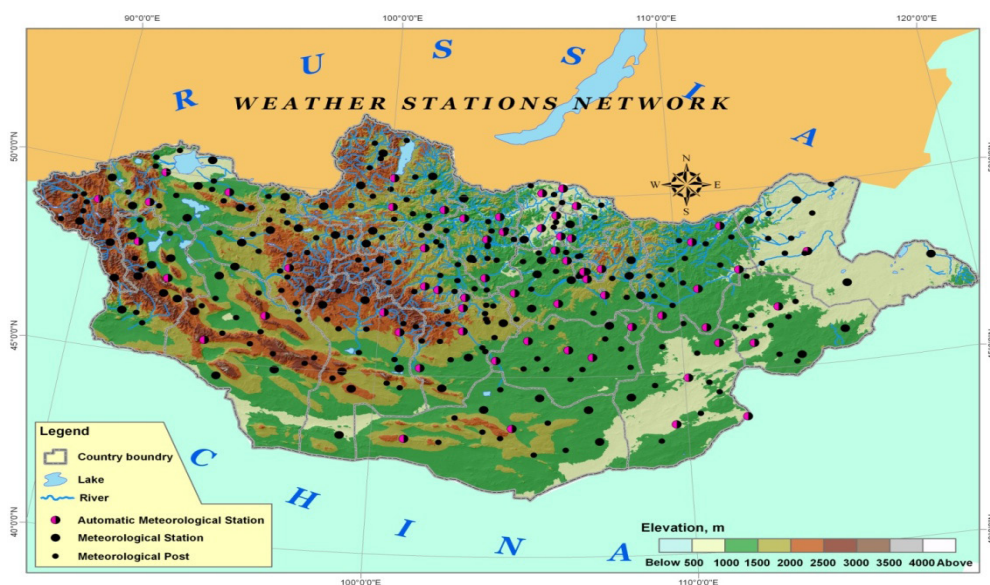 90°0'0"E 100°0'0"E 110°0'0"E 120°0'0"E
R U S S I A
WEATHER STATIONS NETWORK
50°0'0"N
N
W E
S
45°0'0"N
40°0'0"N
C H I N A
Legend
Country boundry
Lake
River
Automatic Meteorological Station
Meteorological Station
Meteorological Post
Elevation, m
Below 500 1000 1500 2000 2500 3000 3500 4000 Above
100°0'0"E 110°0'0"E